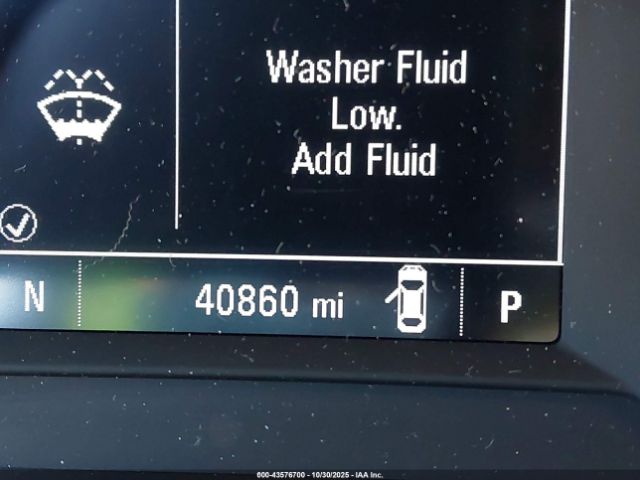 Washer Fluid
Low.
Add Fluid
N
40860 mi
P
600-43576700 - 10/30/2025 - IAA Inc.